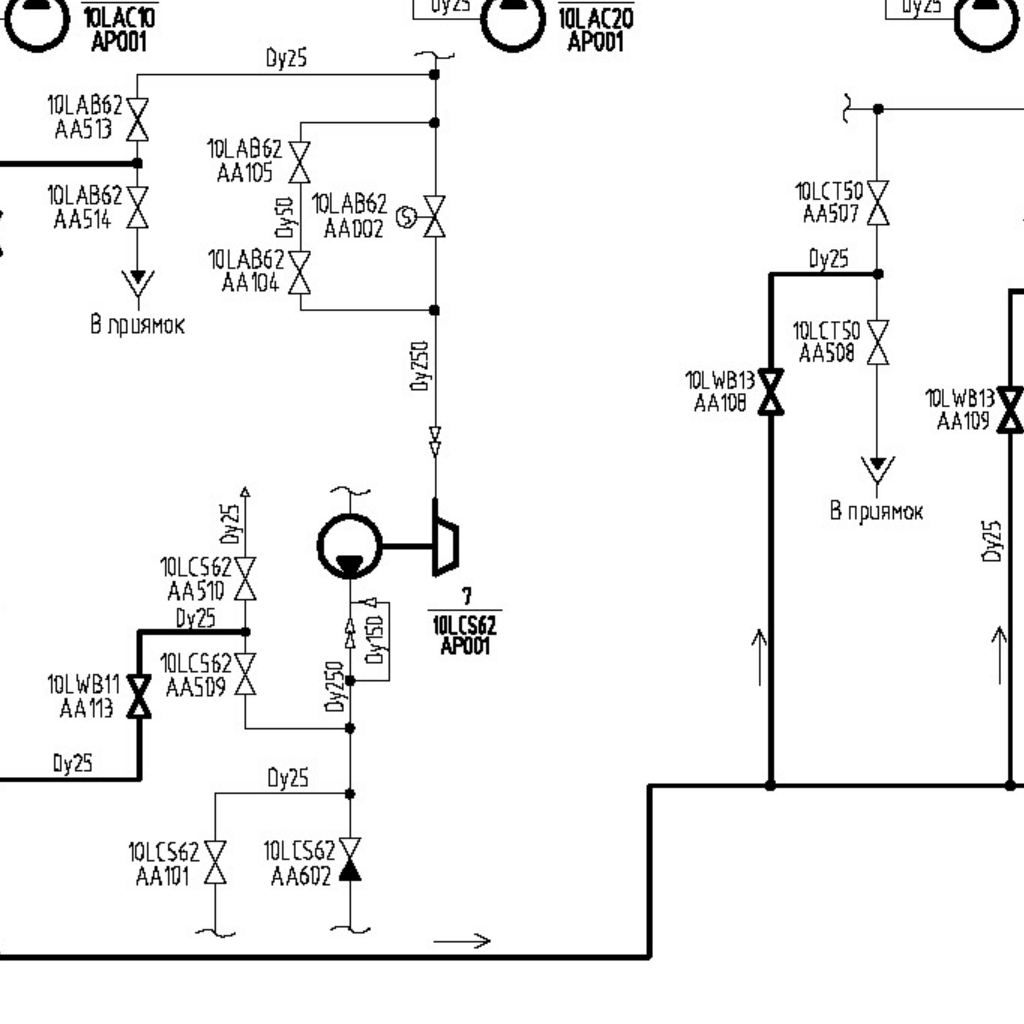 10LAC10
AP001
Dy25
10LAC20
AP001
Dy25
Dy25
10LAB62
AA513
10LAB62
AA514
В приямок
10LAB62
AA105
Dy50
10LAB62
AA002
S
10LAB62
AA104
Dy250
10LCT50
AA507
Dy25
10LCT50
AA508
10LWB13
AA108
10LWB13
AA109
В приямок
Dy25
Dy25
10LCS62
AA510
Dy25
10LCS62
AA509
10LWB11
AA113
Dy25
7
10LCS62
AP001
Dy150
Dy250
Dy25
10LCS62
AA101
10LCS62
AA602